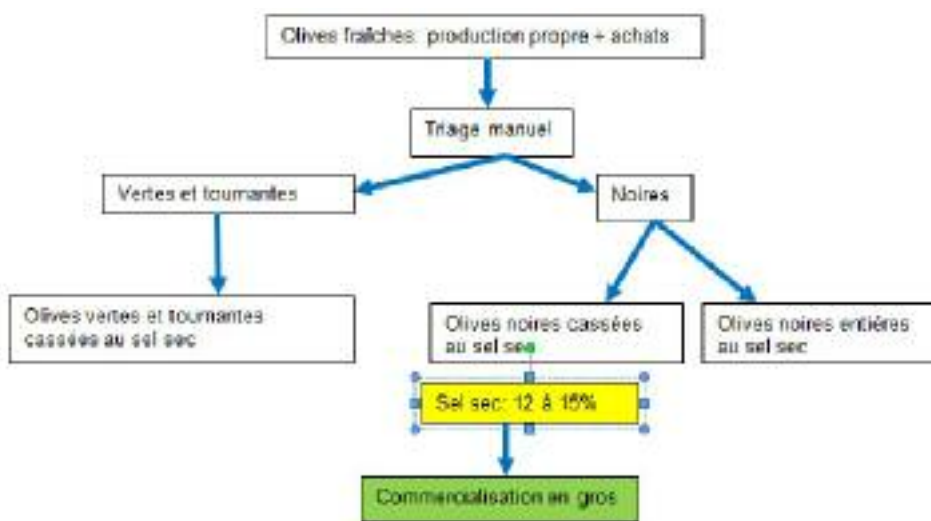 Olives fraîches: production propre + achats
Triage manuel
Vertes et tournantes
Noires
Olives vertes et tournantes
cassées au sel sec
Olives noires cassées
au sel sec
Olives noires entières
au sel sec
Sel sec: 12 à 15%
Commercialisation en gros